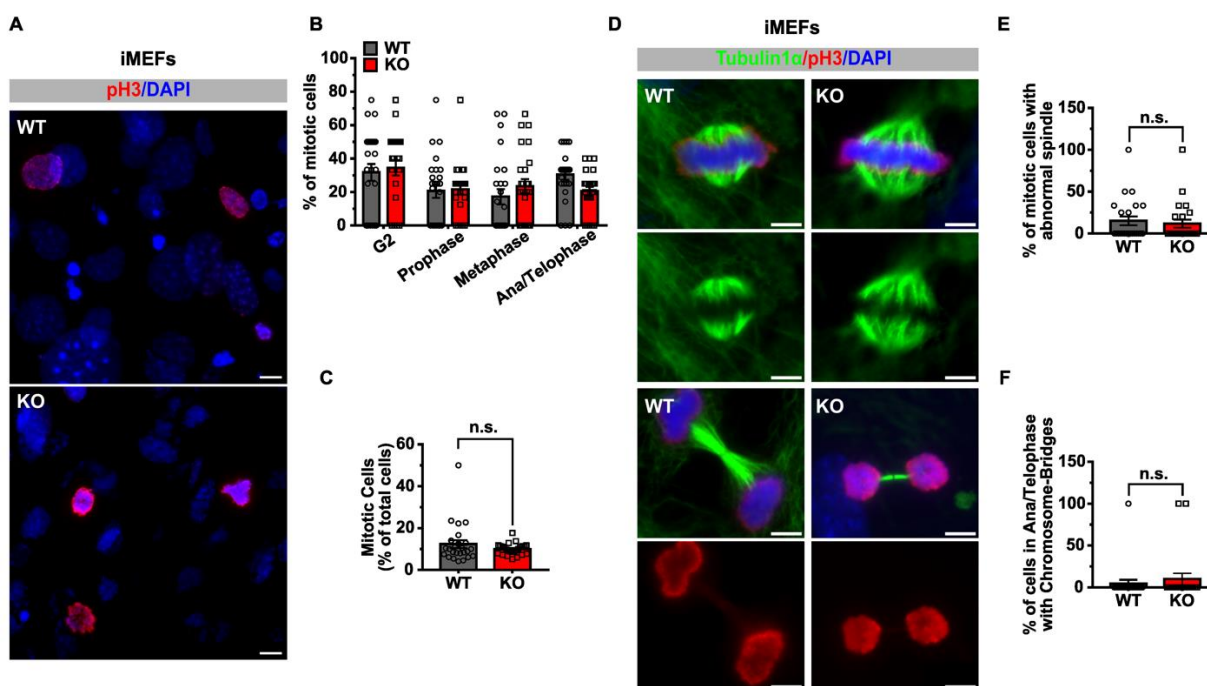 A
iMEFs
pH3/DAPI
WT
KO
B
WT
KO
% of mitotic cells
100
80
60
40
20
0
G2
Prophase
Metaphase
Ana/Telophase
C
n.s.
Mitotic Cells
(% of total cells)
60
40
20
0
WT
KO
D
iMEFs
Tubulin1α/pH3/DAPI
WT
KO
WT
KO
E
n.s.
% of mitotic cells with
abnormal spindle
150
100
50
0
WT
KO
F
n.s.
% of cells in Ana/Telophase
with Chromosome-Bridges
150
100
50
0
WT
KO